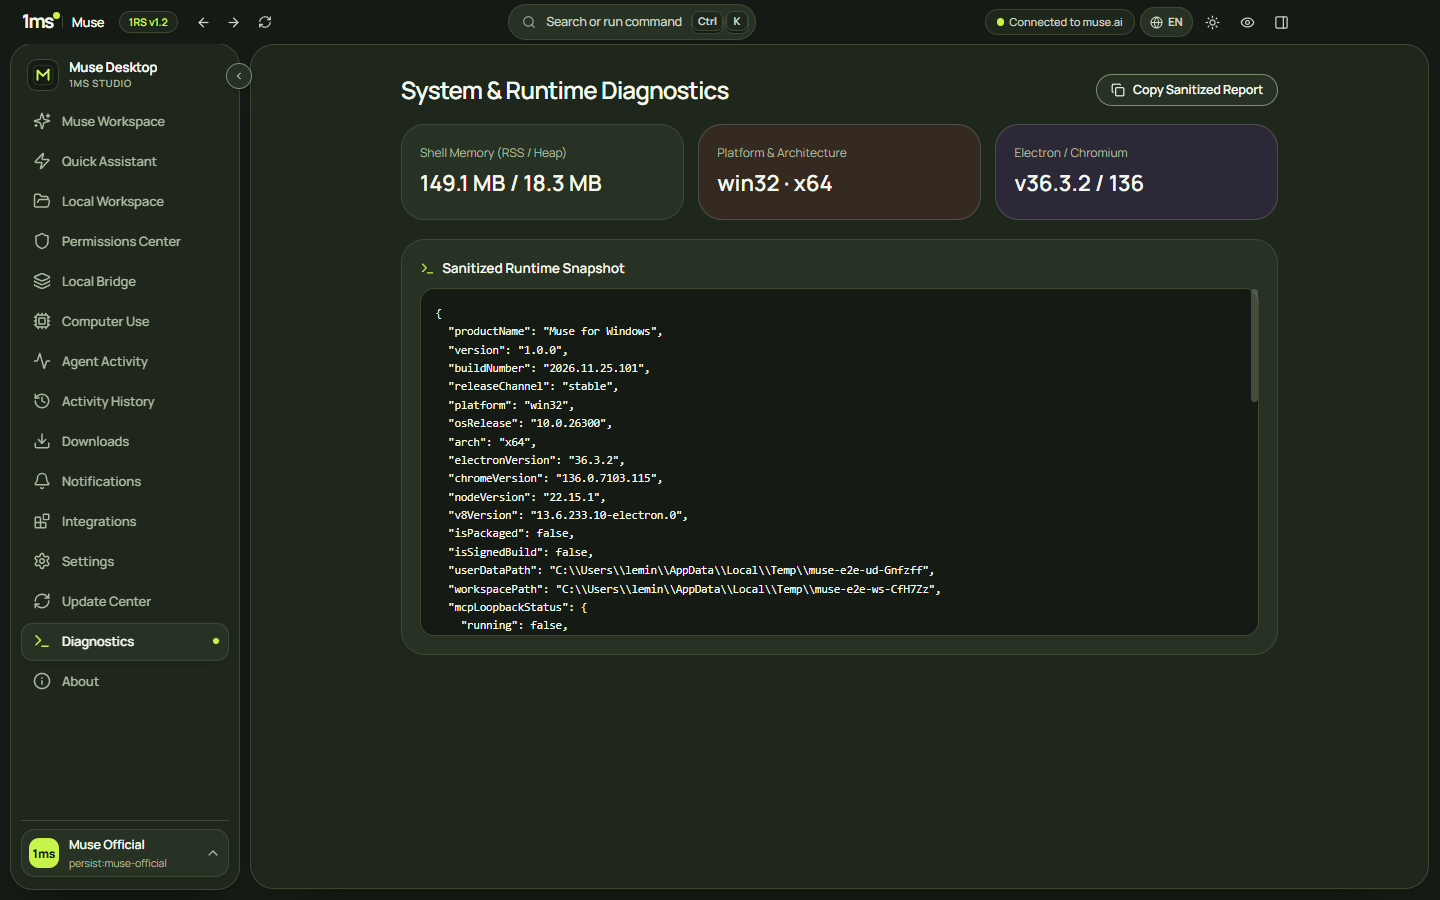 1ms Muse 1RS v1.2 Search or run command Ctrl K Connected to muse.ai EN
Muse Desktop
1MS STUDIO
Muse Workspace
Quick Assistant
Local Workspace
Permissions Center
Local Bridge
Computer Use
Agent Activity
Activity History
Downloads
Notifications
Integrations
Settings
Update Center
Diagnostics
About
1ms Muse Official
persist:muse-official
System & Runtime Diagnostics
Copy Sanitized Report
Shell Memory (RSS / Heap)
149.1 MB / 18.3 MB
Platform & Architecture
win32 · x64
Electron / Chromium
v36.3.2 / 136
Sanitized Runtime Snapshot
{
"productName": "Muse for Windows",
"version": "1.0.0",
"buildNumber": "2026.11.25.101",
"releaseChannel": "stable",
"platform": "win32",
"osRelease": "10.0.26300",
"arch": "x64",
"electronVersion": "36.3.2",
"chromeVersion": "136.0.7103.115",
"nodeVersion": "22.15.1",
"v8Version": "13.6.233.10-electron.0",
"isPackaged": false,
"isSignedBuild": false,
"userDataPath": "C:\\Users\\lemin\\AppData\\Local\\Temp\\muse-e2e-ud-Gnfzff",
"workspacePath": "C:\\Users\\lemin\\AppData\\Local\\Temp\\muse-e2e-ws-CfH7Zz",
"mcpLoopbackStatus": {
"running": false,